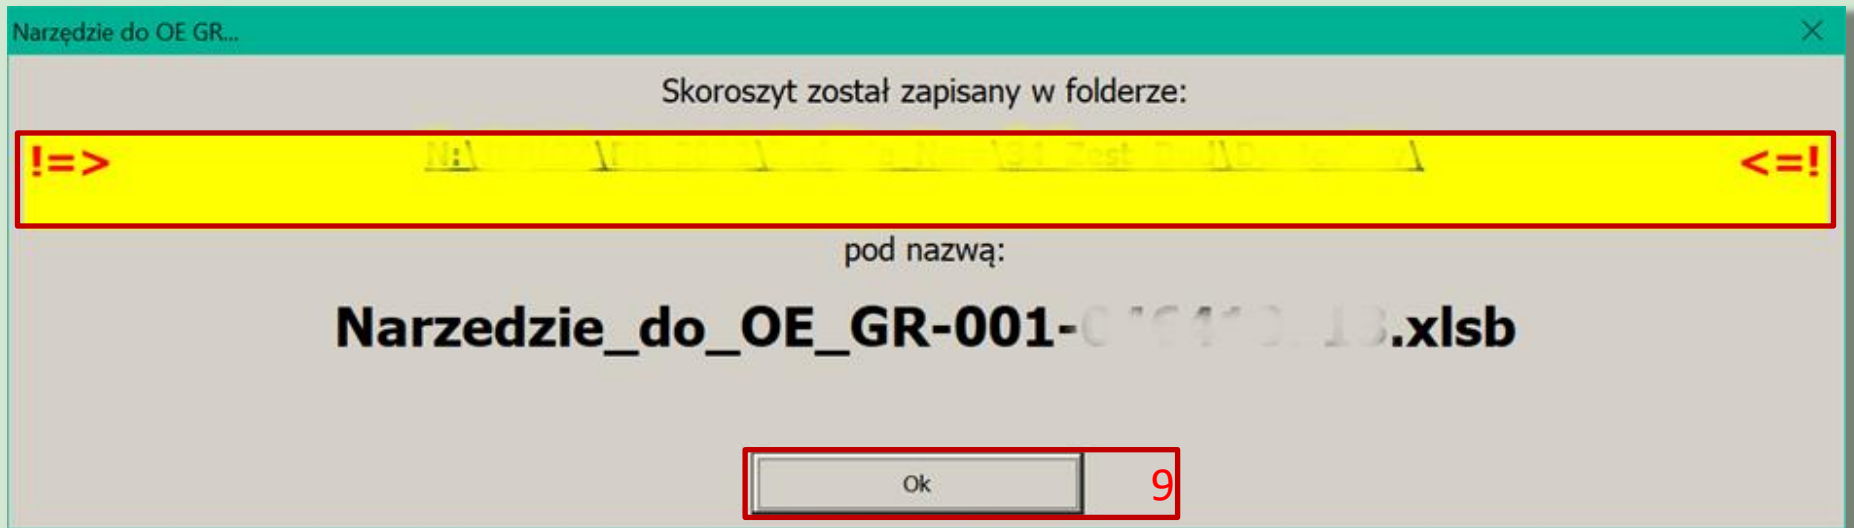 Narzędzie do OE GR...
Skoroszyt został zapisany w folderze:
!=> N:\ <=!
pod nazwą:
Narzedzie_do_OE_GR-001- .xlsb
Ok 9